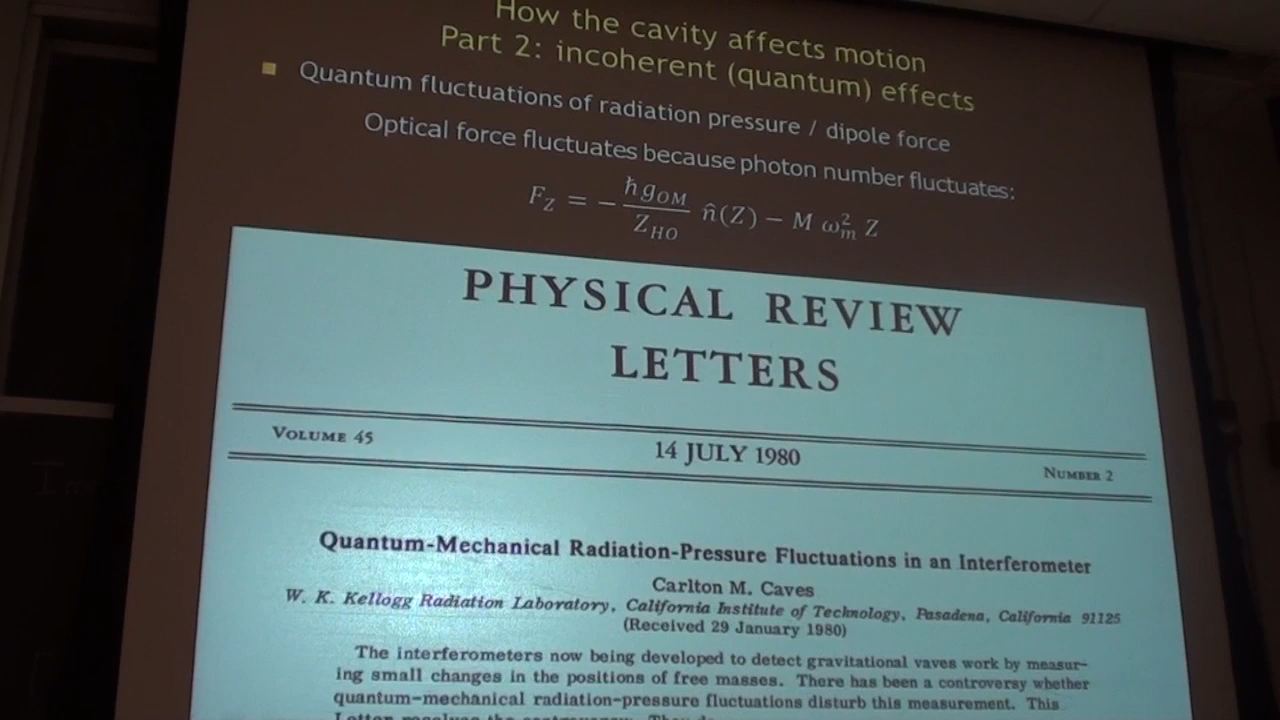 How the cavity affects motion
Part 2: incoherent (quantum) effects
Quantum fluctuations of radiation pressure / dipole force
Optical force fluctuates because photon number fluctuates:
F_Z = − ħ g_OM / Z_HO n̂(Z) − M ω_m² Z
PHYSICAL REVIEW
LETTERS
VOLUME 45
14 JULY 1980
NUMBER 2
Quantum-Mechanical Radiation-Pressure Fluctuations in an Interferometer
Carlton M. Caves
W. K. Kellogg Radiation Laboratory, California Institute of Technology, Pasadena, California 91125
(Received 29 January 1980)
The interferometers now being developed to detect gravitational vaves work by measur-
ing small changes in the positions of free masses. There has been a controversy whether
quantum-mechanical radiation-pressure fluctuations disturb this measurement. This